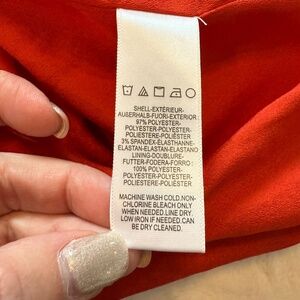 SHELL-EXTÉRIEUR-
AUßERHALB-FUORI-EXTERIOR:
97% POLYESTER-
POLYESTER-POLYESTER-
POLIESTERE-POLIÉSTER
3% SPANDEX-ÉLASTHANNE-
ELASTAN-ELASTAN-ELASTANO
LINING-DOUBLURE-
FUTTER-FODERA-FORRO:
100% POLYESTER-
POLYESTER-POLYESTER-
POLIESTERE-POLIÉSTER
MACHINE WASH COLD.NON-
CHLORINE BLEACH ONLY
WHEN NEEDED.LINE DRY.
LOW IRON IF NEEDED.CAN
BE DRY CLEANED.